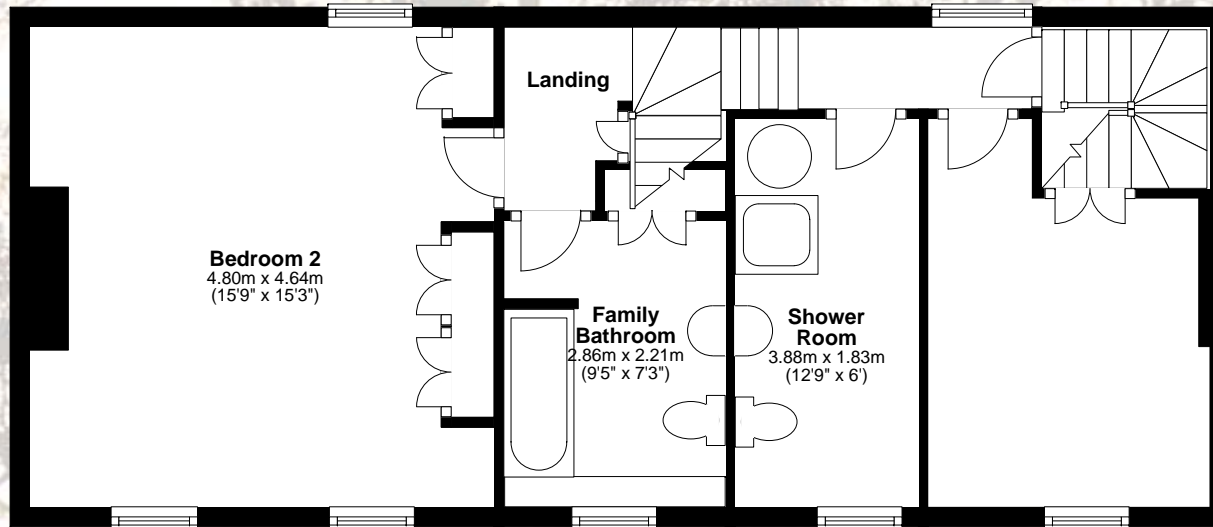 Landing
Bedroom 2
4.80m x 4.64m
(15'9" x 15'3")
Family
Bathroom
2.86m x 2.21m
(9'5" x 7'3")
Shower
Room
3.88m x 1.83m
(12'9" x 6')